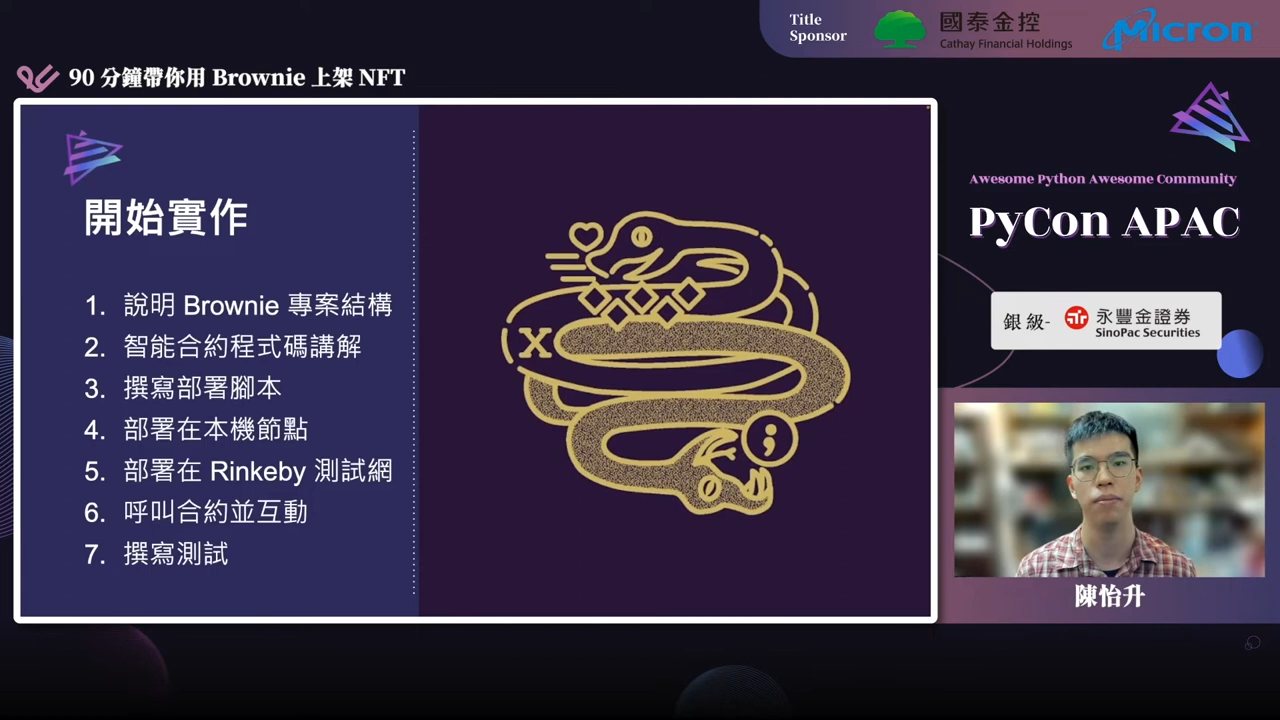 Title
Sponsor
國泰金控
Cathay Financial Holdings
Micron
90 分鐘帶你用 Brownie 上架 NFT
開始實作
1. 說明 Brownie 專案結構
2. 智能合約程式碼講解
3. 撰寫部署腳本
4. 部署在本機節點
5. 部署在 Rinkeby 測試網
6. 呼叫合約並互動
7. 撰寫測試
X
;
Awesome Python Awesome Community
PyCon APAC
銀級-
永豐金證券
SinoPac Securities
陳怡升